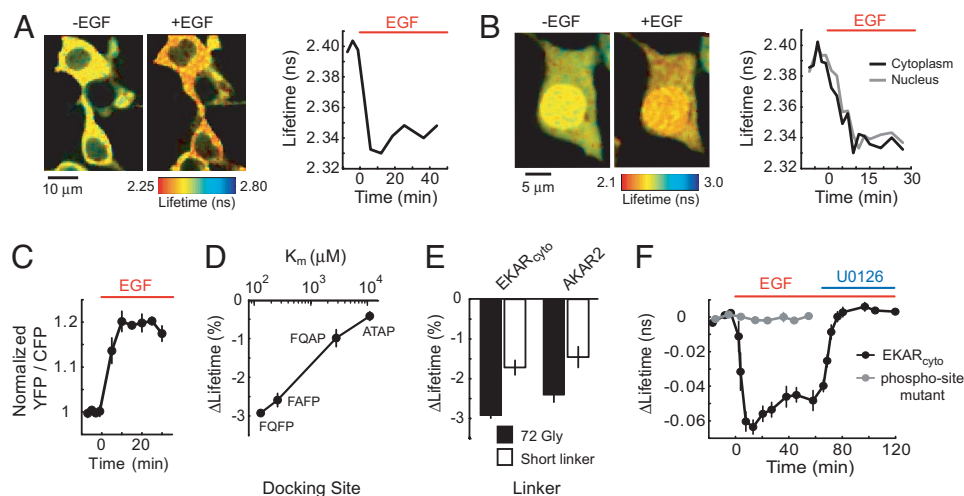 A
-EGF
+EGF
10 μm
2.25
2.80
Lifetime (ns)
EGF
Lifetime (ns)
2.40
2.38
2.36
2.34
2.32
0
20
40
Time (min)
B
-EGF
+EGF
5 μm
2.1
3.0
Lifetime (ns)
EGF
Cytoplasm
Nucleus
Lifetime (ns)
2.40
2.38
2.36
2.34
2.32
0
15
30
Time (min)
C
EGF
Normalized
YFP / CFP
1.2
1.1
1
0
20
Time (min)
D
Km (μM)
10²
10³
10⁴
ΔLifetime (%)
0
-1
-2
-3
ATAP
FQAP
FAFP
FQFP
Docking Site
E
EKARcyto
AKAR2
ΔLifetime (%)
0
-1
-2
-3
72 Gly
Short linker
Linker
F
U0126
EGF
ΔLifetime (ns)
0
-0.02
-0.04
-0.06
EKARcyto
phospho-site
mutant
0
40
80
120
Time (min)